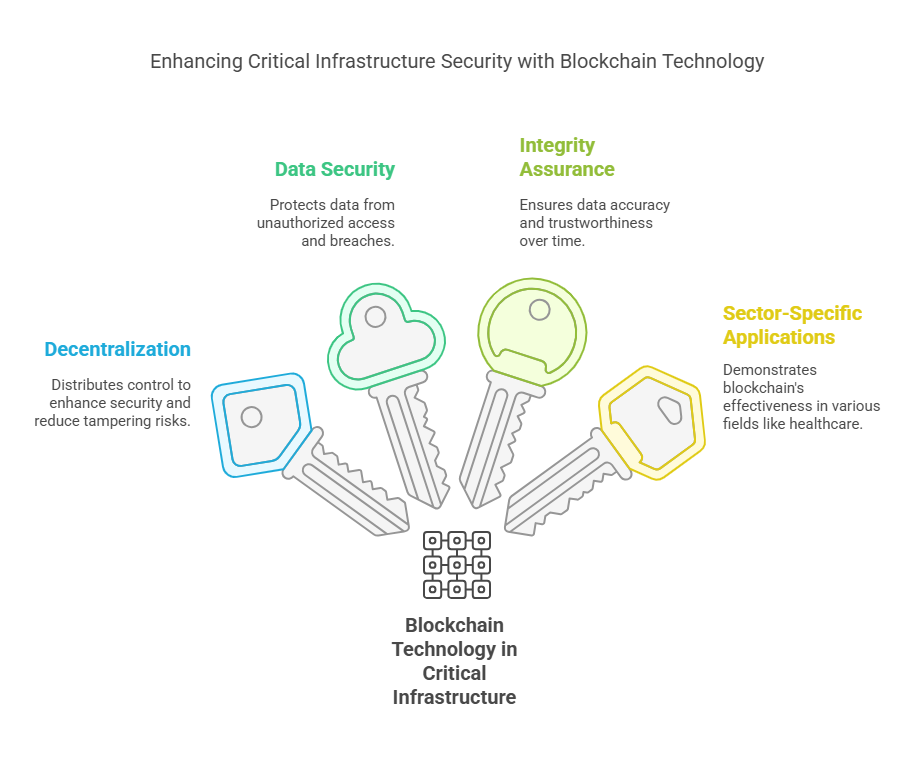 Enhancing Critical Infrastructure Security with Blockchain Technology
Integrity
Assurance
Ensures data accuracy
and trustworthiness
over time.
Data Security
Protects data from
unauthorized access
and breaches.
Sector-Specific
Applications
Demonstrates
blockchain's
effectiveness in various
fields like healthcare.
Decentralization
Distributes control to
enhance security and
reduce tampering risks.
Blockchain
Technology in
Critical
Infrastructure